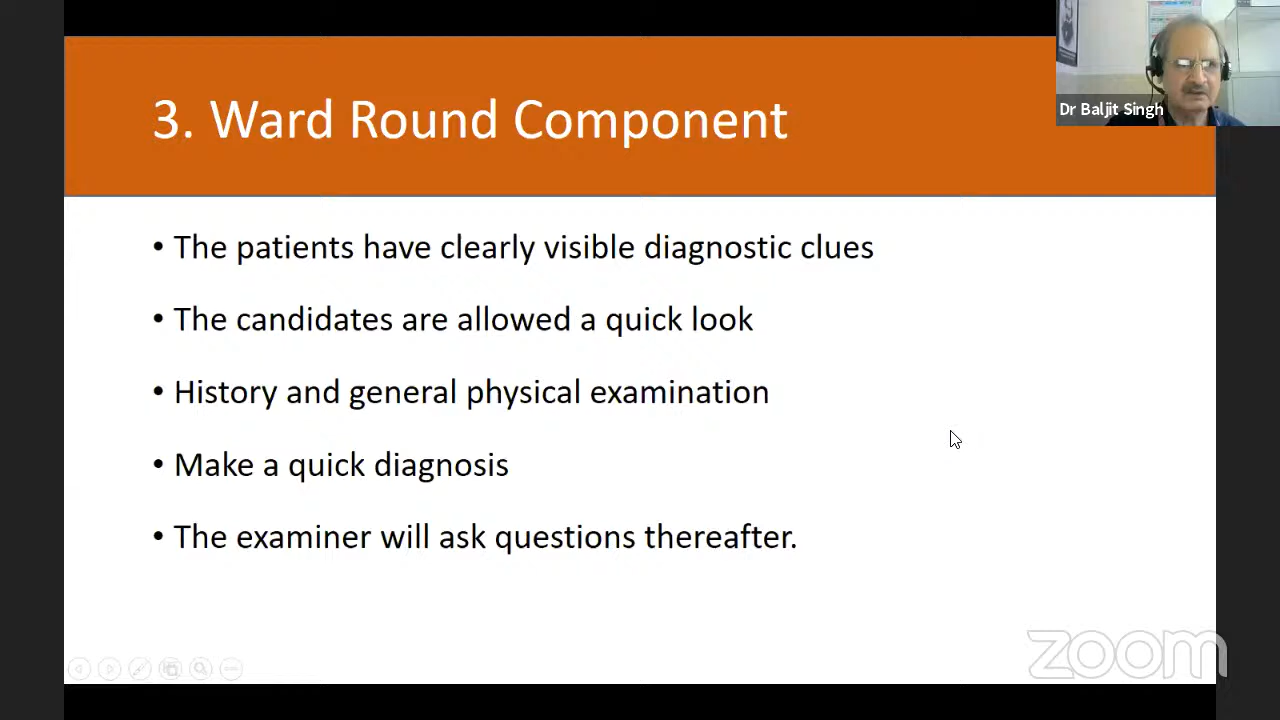 3. Ward Round Component
Dr Baljit Singh
• The patients have clearly visible diagnostic clues
• The candidates are allowed a quick look
• History and general physical examination
• Make a quick diagnosis
• The examiner will ask questions thereafter.
zoom